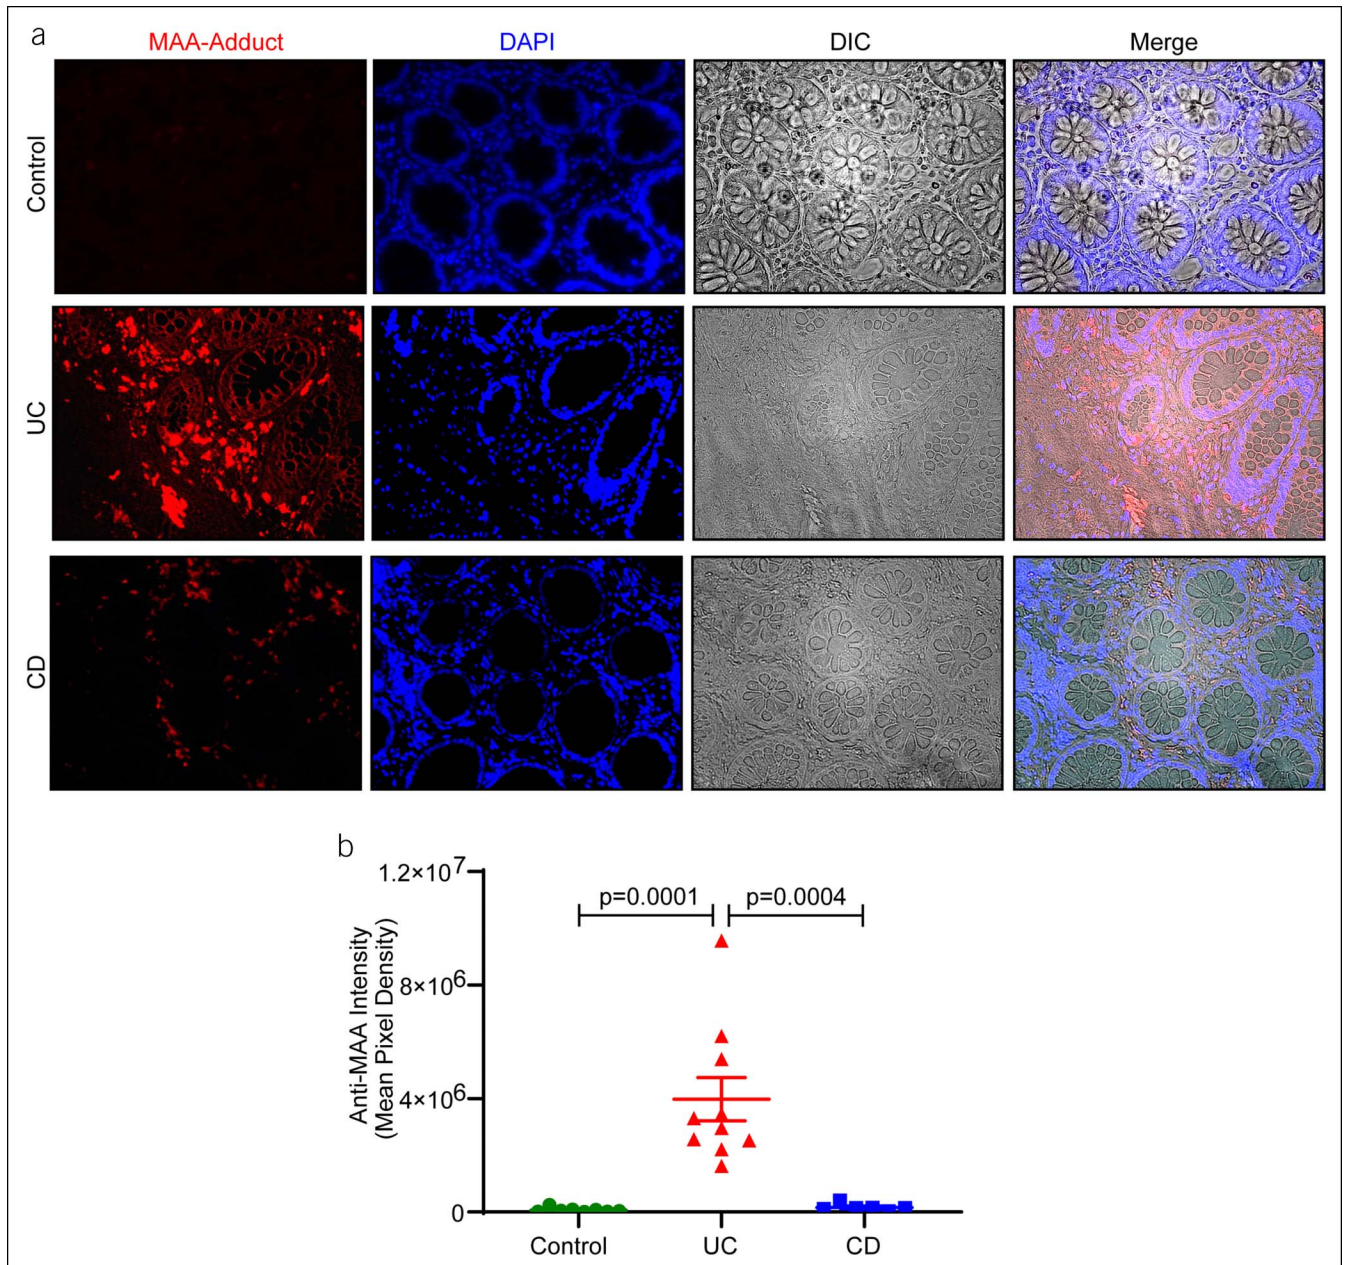 a
MAA-Adduct DAPI DIC Merge
Control
UC
CD
b
1.2×10⁷
p=0.0001 p=0.0004
Anti-MAA Intensity
(Mean Pixel Density)
8×10⁶
4×10⁶
0
Control UC CD